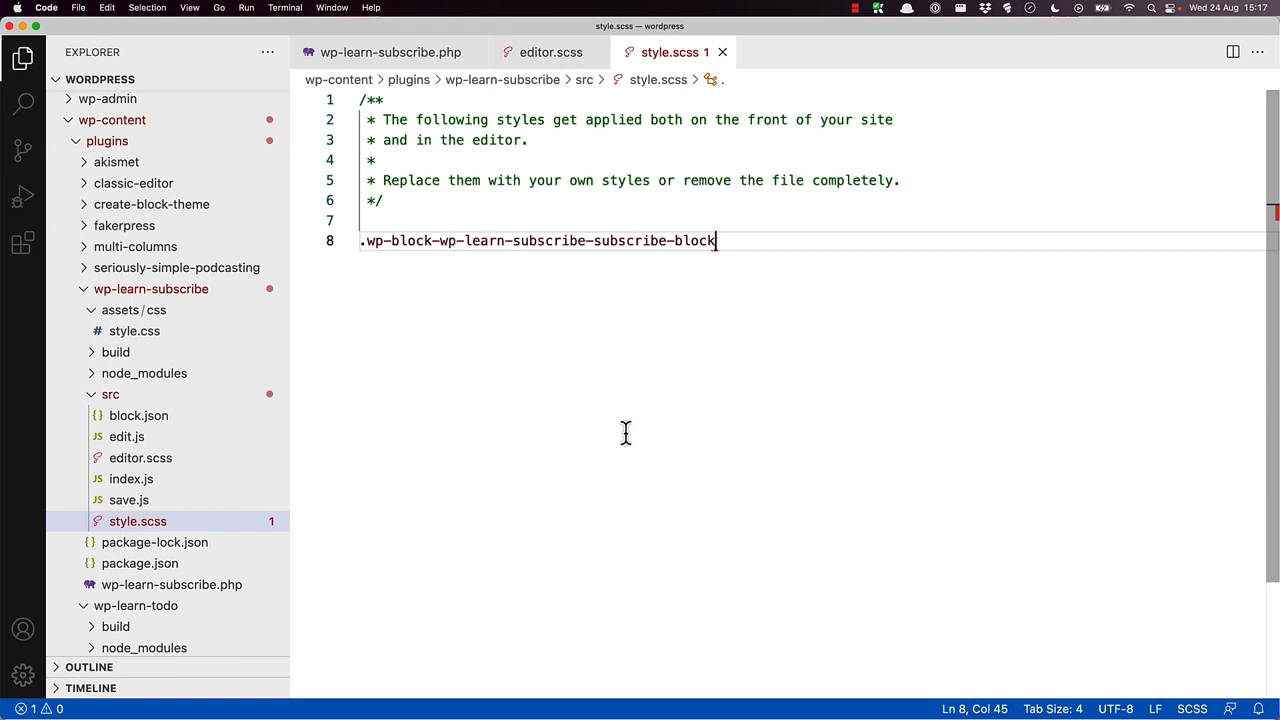 Code File Edit Selection View Go Run Terminal Window Help Wed 24 Aug 15:17
style.scss — wordpress
EXPLORER
wp-learn-subscribe.php editor.scss style.scss 1
wp-content > plugins > wp-learn-subscribe > src > style.scss > .
WORDPRESS
wp-admin
wp-content
plugins
akismet
classic-editor
create-block-theme
fakerpress
multi-columns
seriously-simple-podcasting
wp-learn-subscribe
assets/css
# style.css
build
node_modules
src
{} block.json
JS edit.js
editor.scss
JS index.js
JS save.js
style.scss 1
{} package-lock.json
{} package.json
wp-learn-subscribe.php
wp-learn-todo
build
node_modules
OUTLINE
TIMELINE
1 /**
2 * The following styles get applied both on the front of your site
3 * and in the editor.
4 *
5 * Replace them with your own styles or remove the file completely.
6 */
7
8 .wp-block-wp-learn-subscribe-subscribe-block
1 0 Ln 8, Col 45 Tab Size: 4 UTF-8 LF SCSS